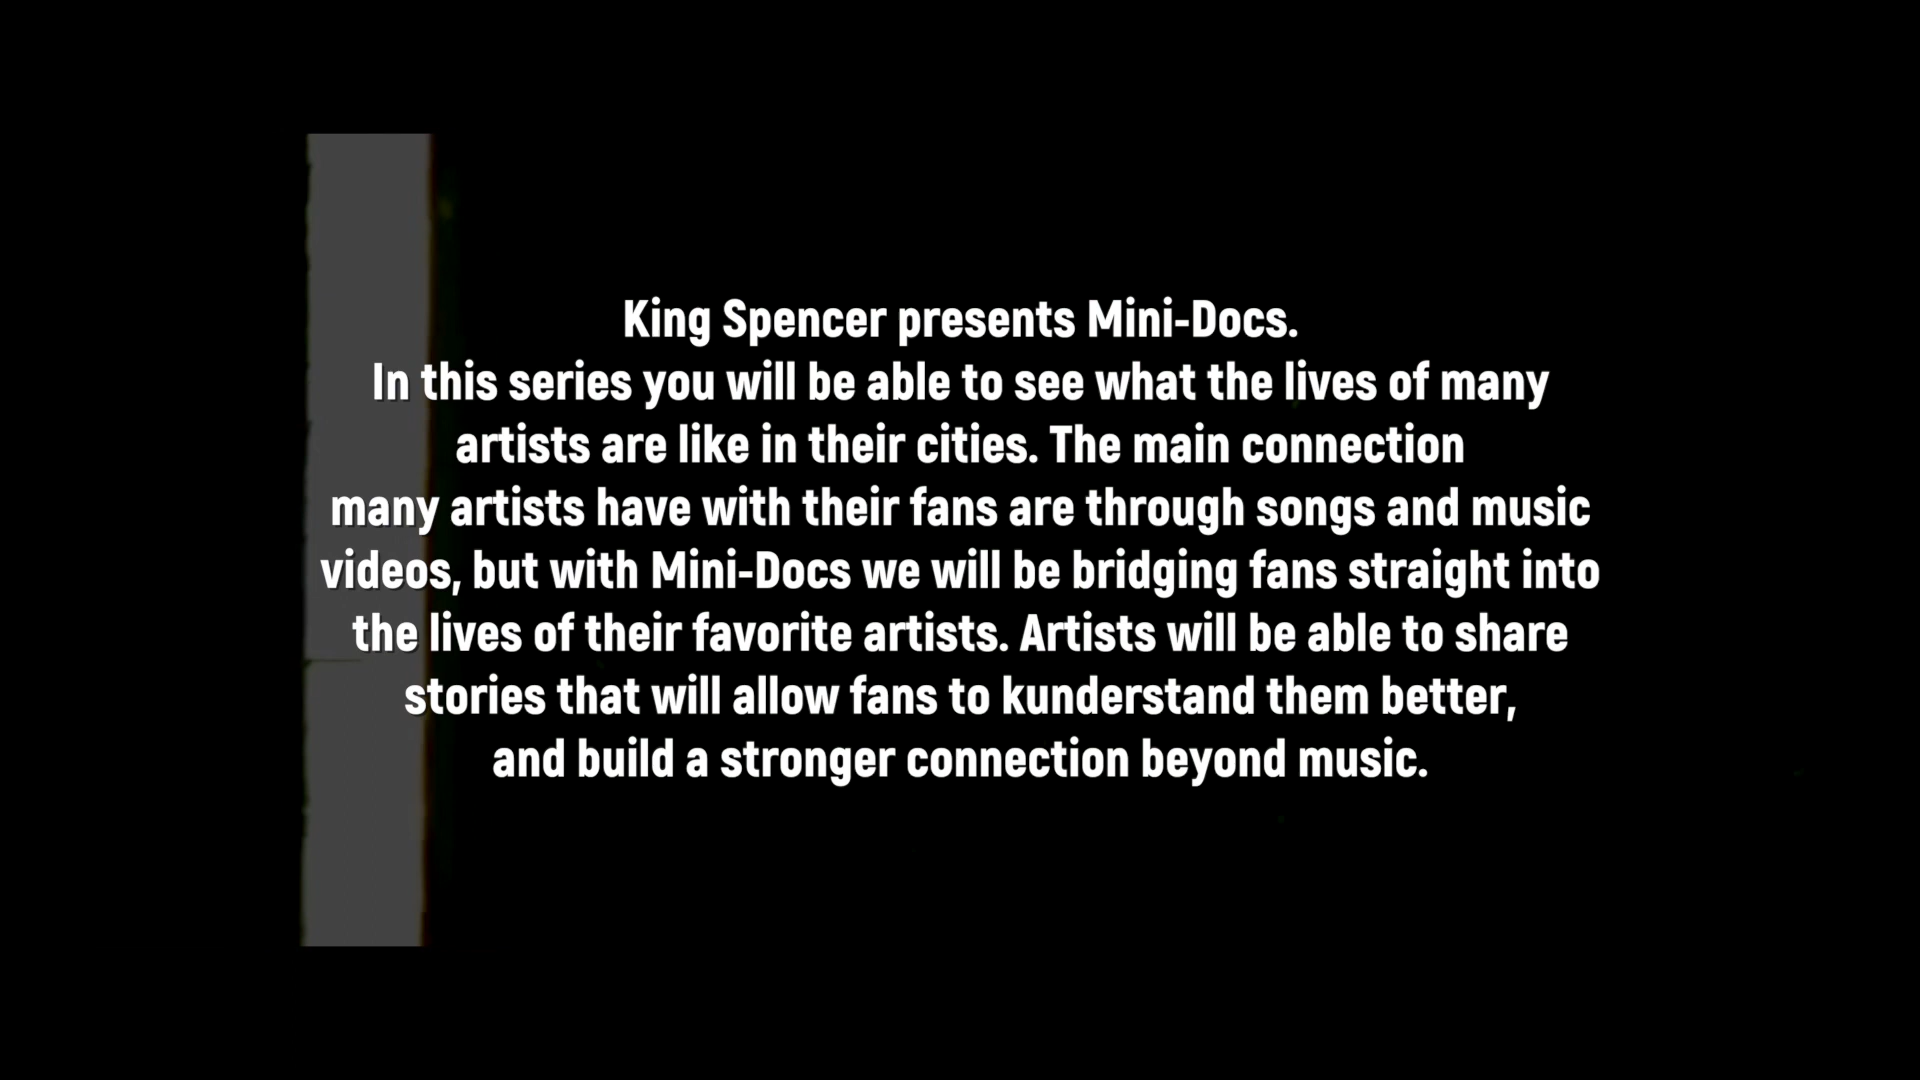 King Spencer presents Mini-Docs.
In this series you will be able to see what the lives of many
artists are like in their cities. The main connection
many artists have with their fans are through songs and music
videos, but with Mini-Docs we will be bridging fans straight into
the lives of their favorite artists. Artists will be able to share
stories that will allow fans to kunderstand them better,
and build a stronger connection beyond music.